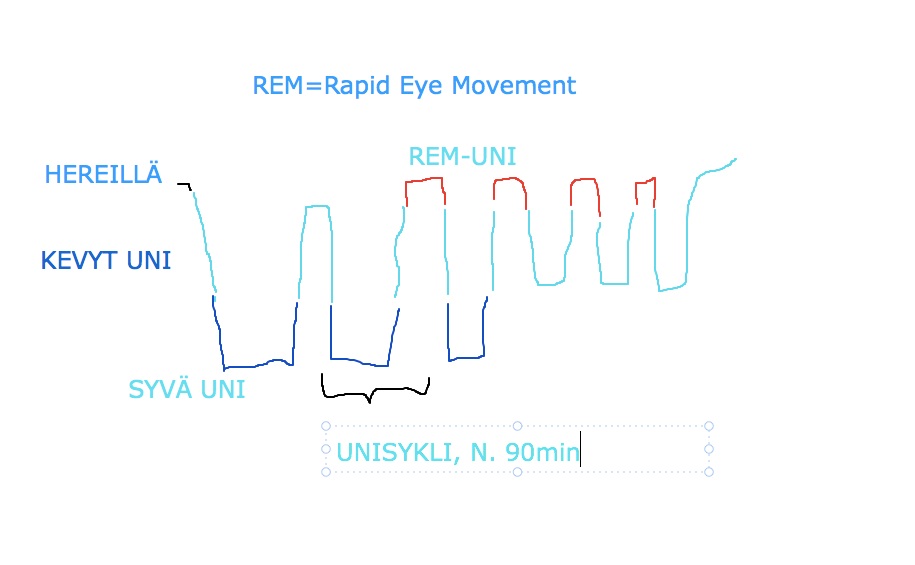 REM=Rapid Eye Movement
REM-UNI
HEREILLÄ
KEVYT UNI
SYVÄ UNI
UNISYKLI, N. 90min